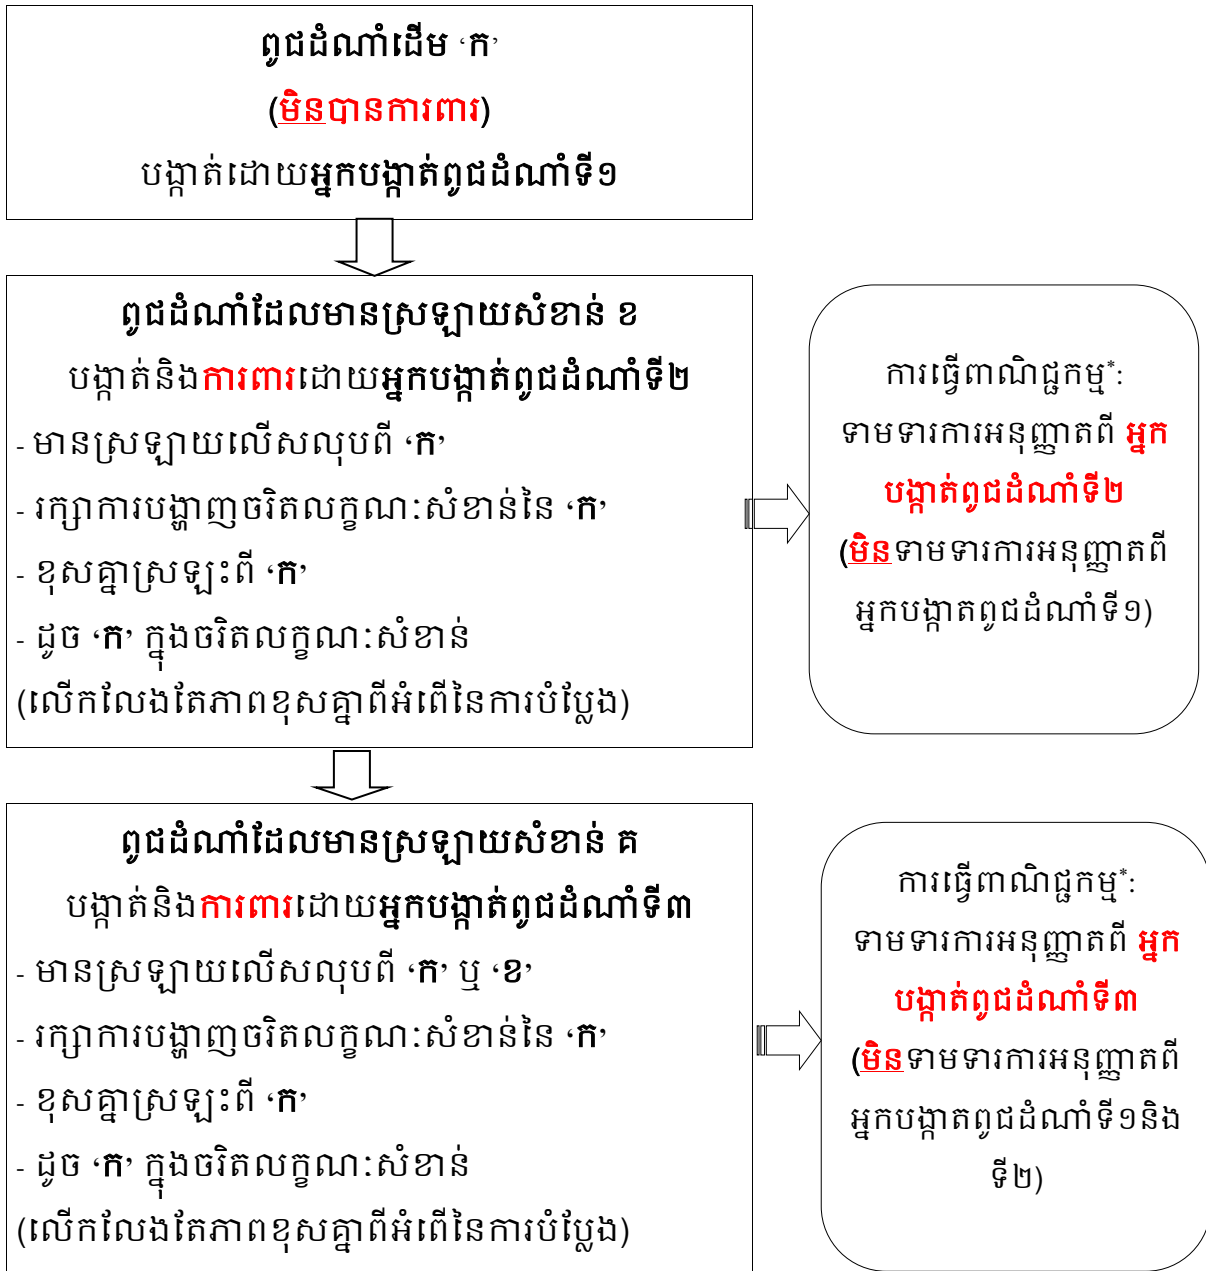 ពូជដំណាំដើម ‘ក’
(មិនបានការពារ)
បង្កាត់ដោយអ្នកបង្កាត់ពូជដំណាំទី១
ពូជដំណាំដែលមានស្រឡាយសំខាន់ ខ
បង្កាត់និងការពារដោយអ្នកបង្កាត់ពូជដំណាំទី២
- មានស្រឡាយលើសលុបពី ‘ក’
- រក្សាការបង្ហាញចរិតលក្ខណៈសំខាន់នៃ ‘ក’
- ខុសគ្នាស្រឡះពី ‘ក’
- ដូច ‘ក’ ក្នុងចរិតលក្ខណៈសំខាន់
(លើកលែងតែភាពខុសគ្នាពីអំពើនៃការបំប្លែង)
ការធ្វើពាណិជ្ជកម្ម*:
ទាមទារការអនុញ្ញាតពី អ្នក
បង្កាត់ពូជដំណាំទី២
(មិនទាមទារការអនុញ្ញាតពី
អ្នកបង្កាតពូជដំណាំទី១)
ពូជដំណាំដែលមានស្រឡាយសំខាន់ គ
បង្កាត់និងការពារដោយអ្នកបង្កាត់ពូជដំណាំទី៣
- មានស្រឡាយលើសលុបពី ‘ក’ ឬ ‘ខ’
- រក្សាការបង្ហាញចរិតលក្ខណៈសំខាន់នៃ ‘ក’
- ខុសគ្នាស្រឡះពី ‘ក’
- ដូច ‘ក’ ក្នុងចរិតលក្ខណៈសំខាន់
(លើកលែងតែភាពខុសគ្នាពីអំពើនៃការបំប្លែង)
ការធ្វើពាណិជ្ជកម្ម*:
ទាមទារការអនុញ្ញាតពី អ្នក
បង្កាត់ពូជដំណាំទី៣
(មិនទាមទារការអនុញ្ញាតពី
អ្នកបង្កាតពូជដំណាំទី១និង
ទី២)